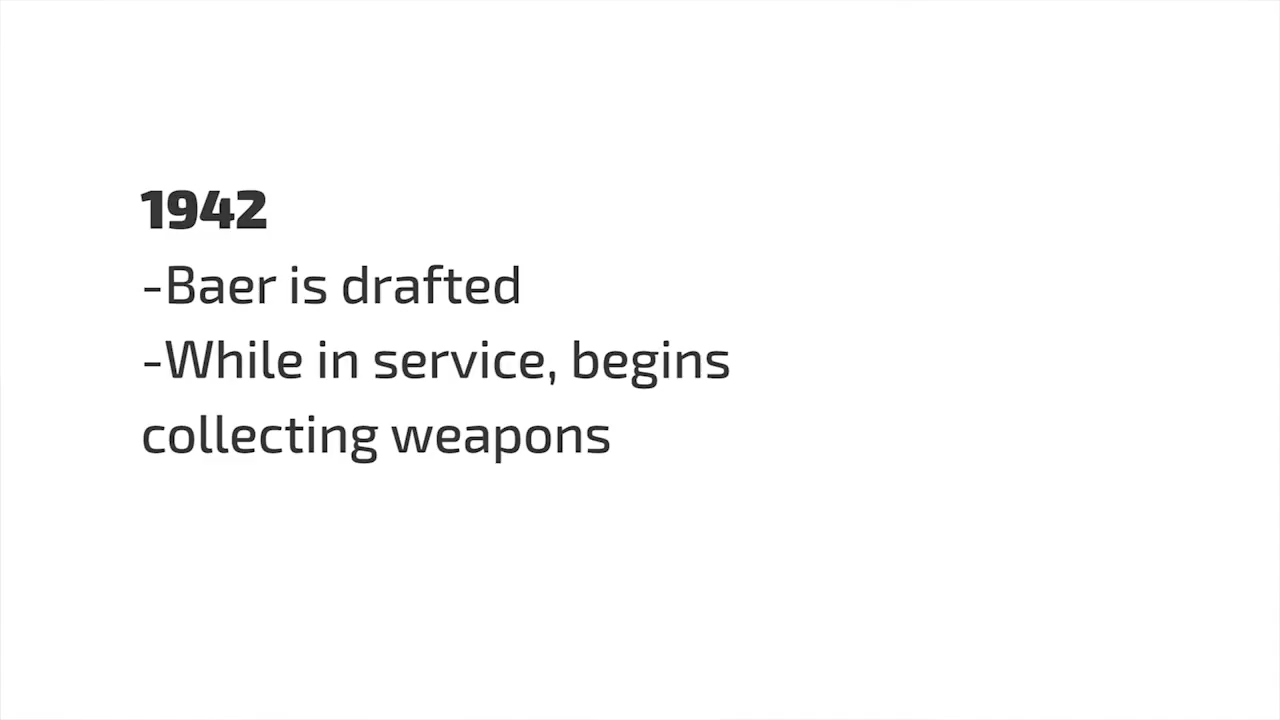 1942
-Baer is drafted
-While in service, begins
collecting weapons